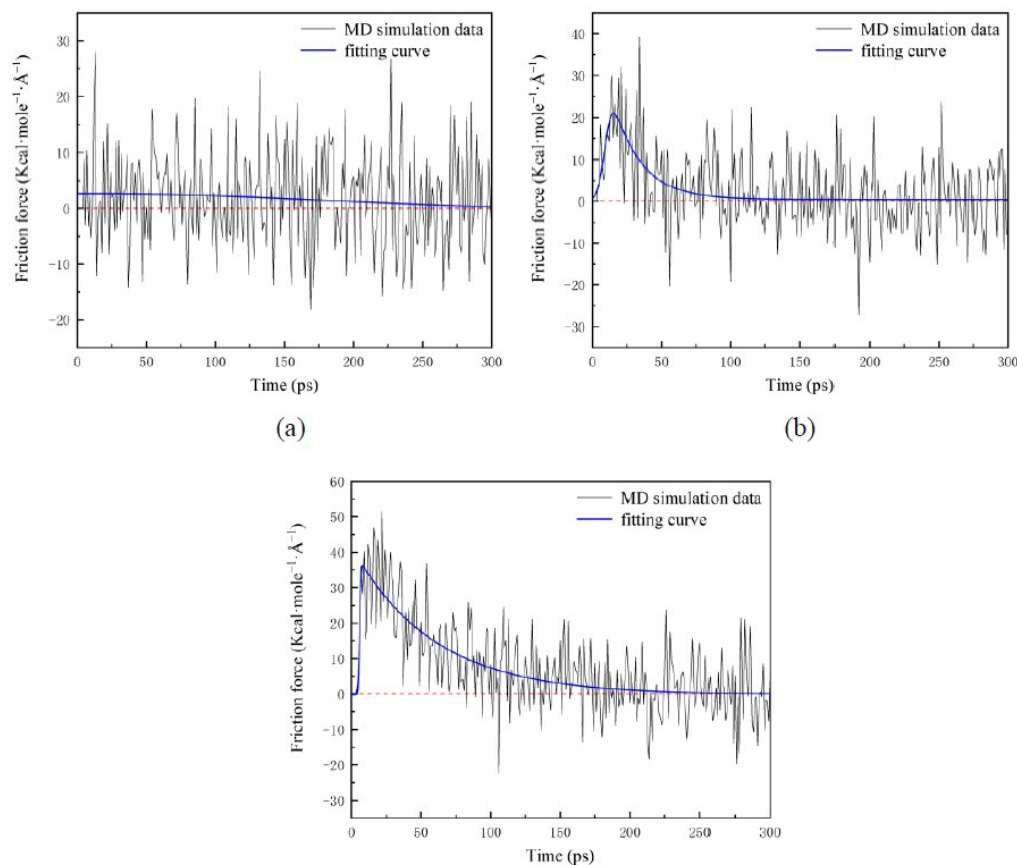 MD simulation data
fitting curve
Friction force (Kcal·mole⁻¹·Å⁻¹)
30
20
10
0
-10
-20
0 50 100 150 200 250 300
Time (ps)
(a)
MD simulation data
fitting curve
Friction force (Kcal·mole⁻¹·Å⁻¹)
40
30
20
10
0
-10
-20
-30
0 50 100 150 200 250 300
Time (ps)
(b)
MD simulation data
fitting curve
Friction force (Kcal·mole⁻¹·Å⁻¹)
60
50
40
30
20
10
0
-10
-20
-30
0 50 100 150 200 250 300
Time (ps)